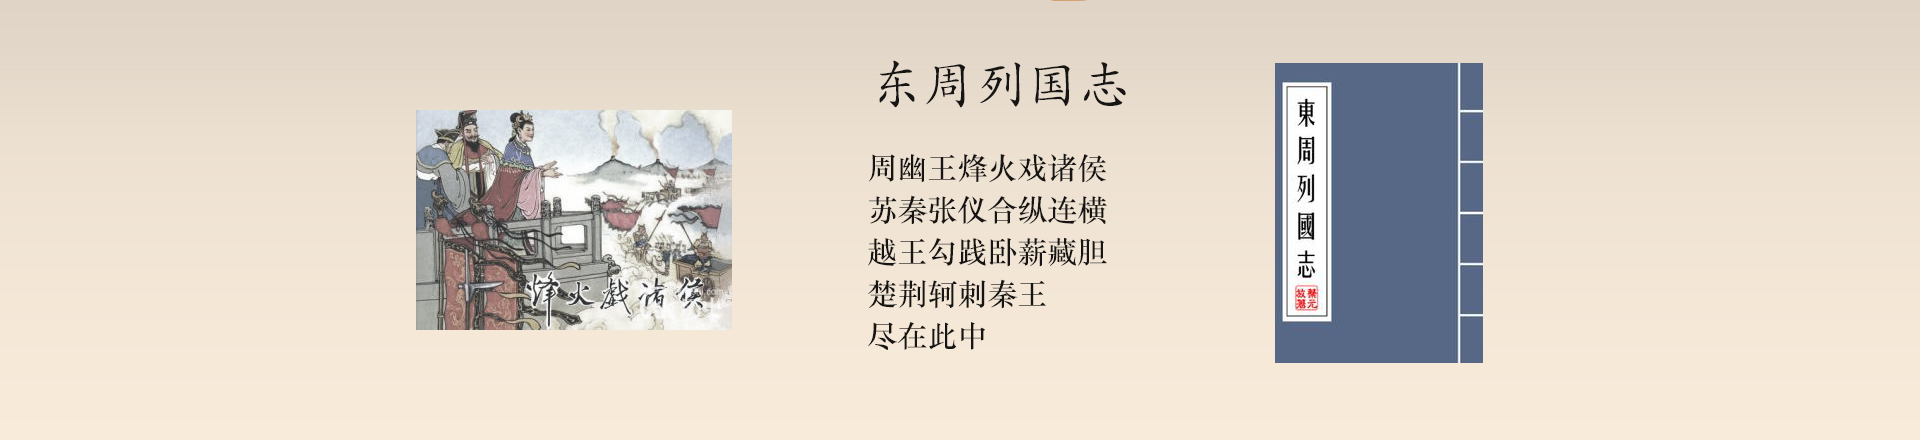 烽火戲诸侯
东周列国志
周幽王烽火戏诸侯
苏秦张仪合纵连横
越王勾践卧薪藏胆
楚荆轲刺秦王
尽在此中
東周列國志